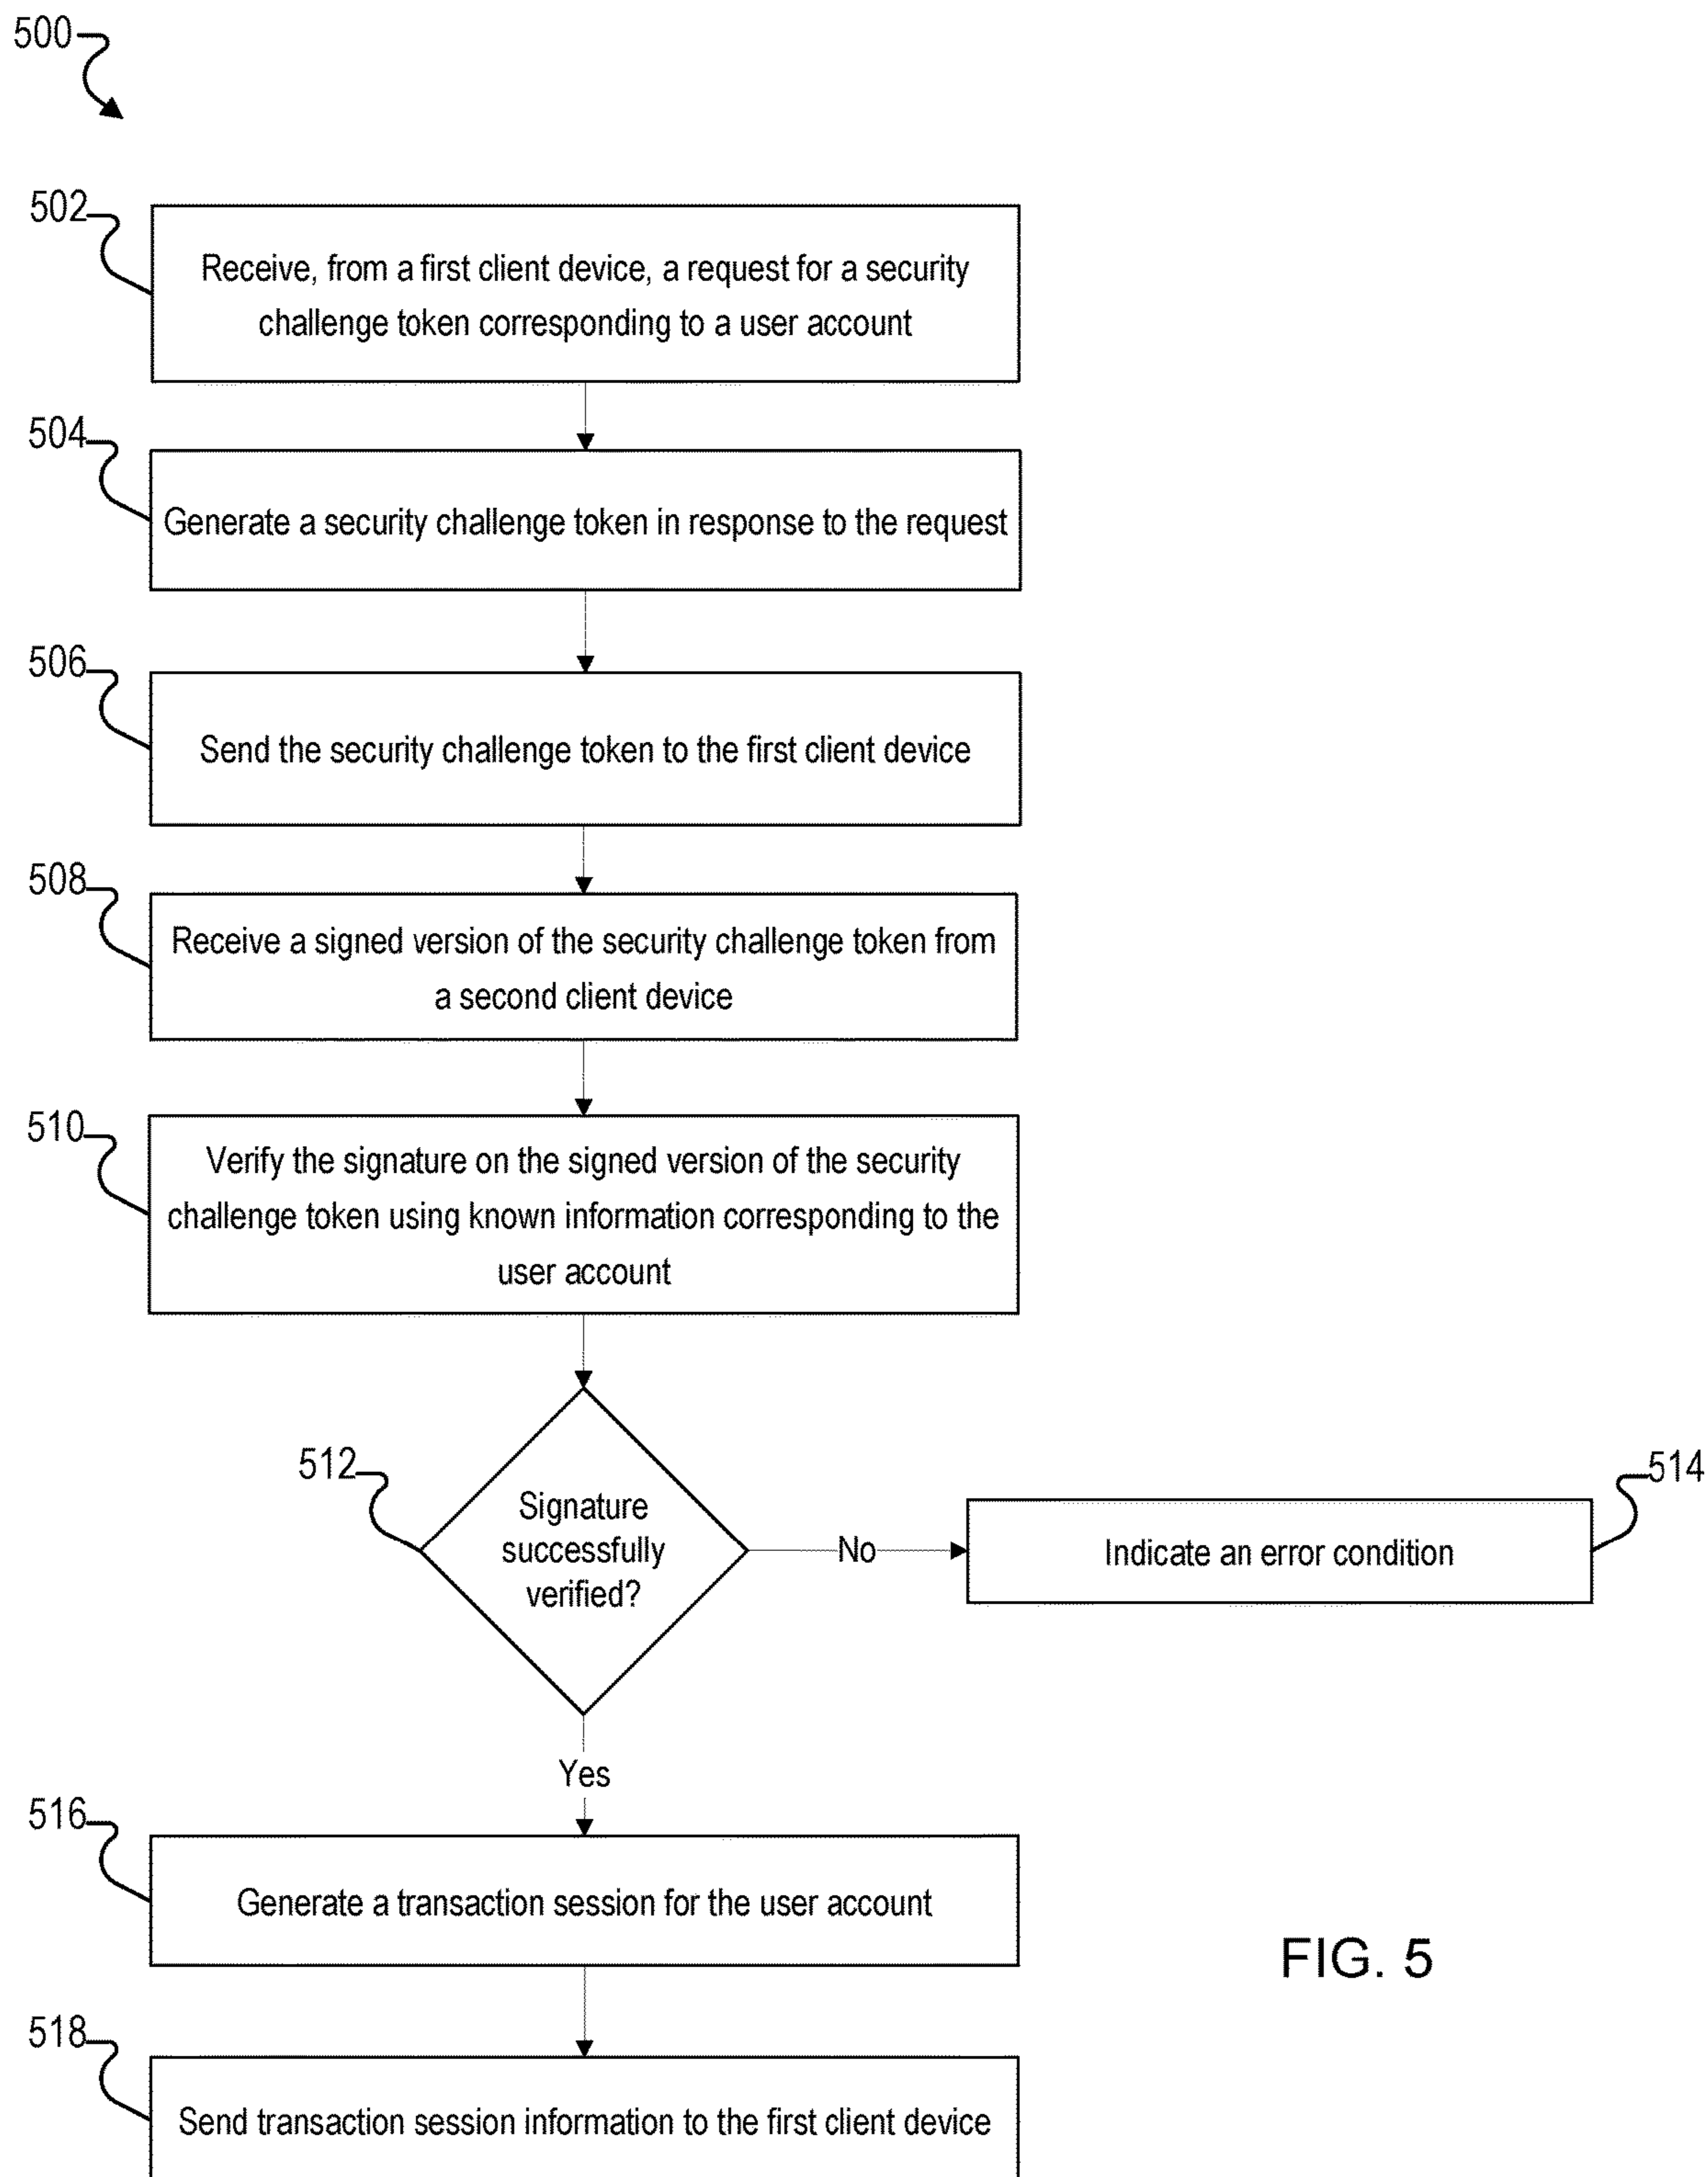 500
502
Receive, from a first client device, a request for a security
challenge token corresponding to a user account
504
Generate a security challenge token in response to the request
506
Send the security challenge token to the first client device
508
Receive a signed version of the security challenge token from
a second client device
510
Verify the signature on the signed version of the security
challenge token using known information corresponding to the
user account
512
Signature
successfully
verified?
No
514
Indicate an error condition
Yes
516
Generate a transaction session for the user account
FIG. 5
518
Send transaction session information to the first client device